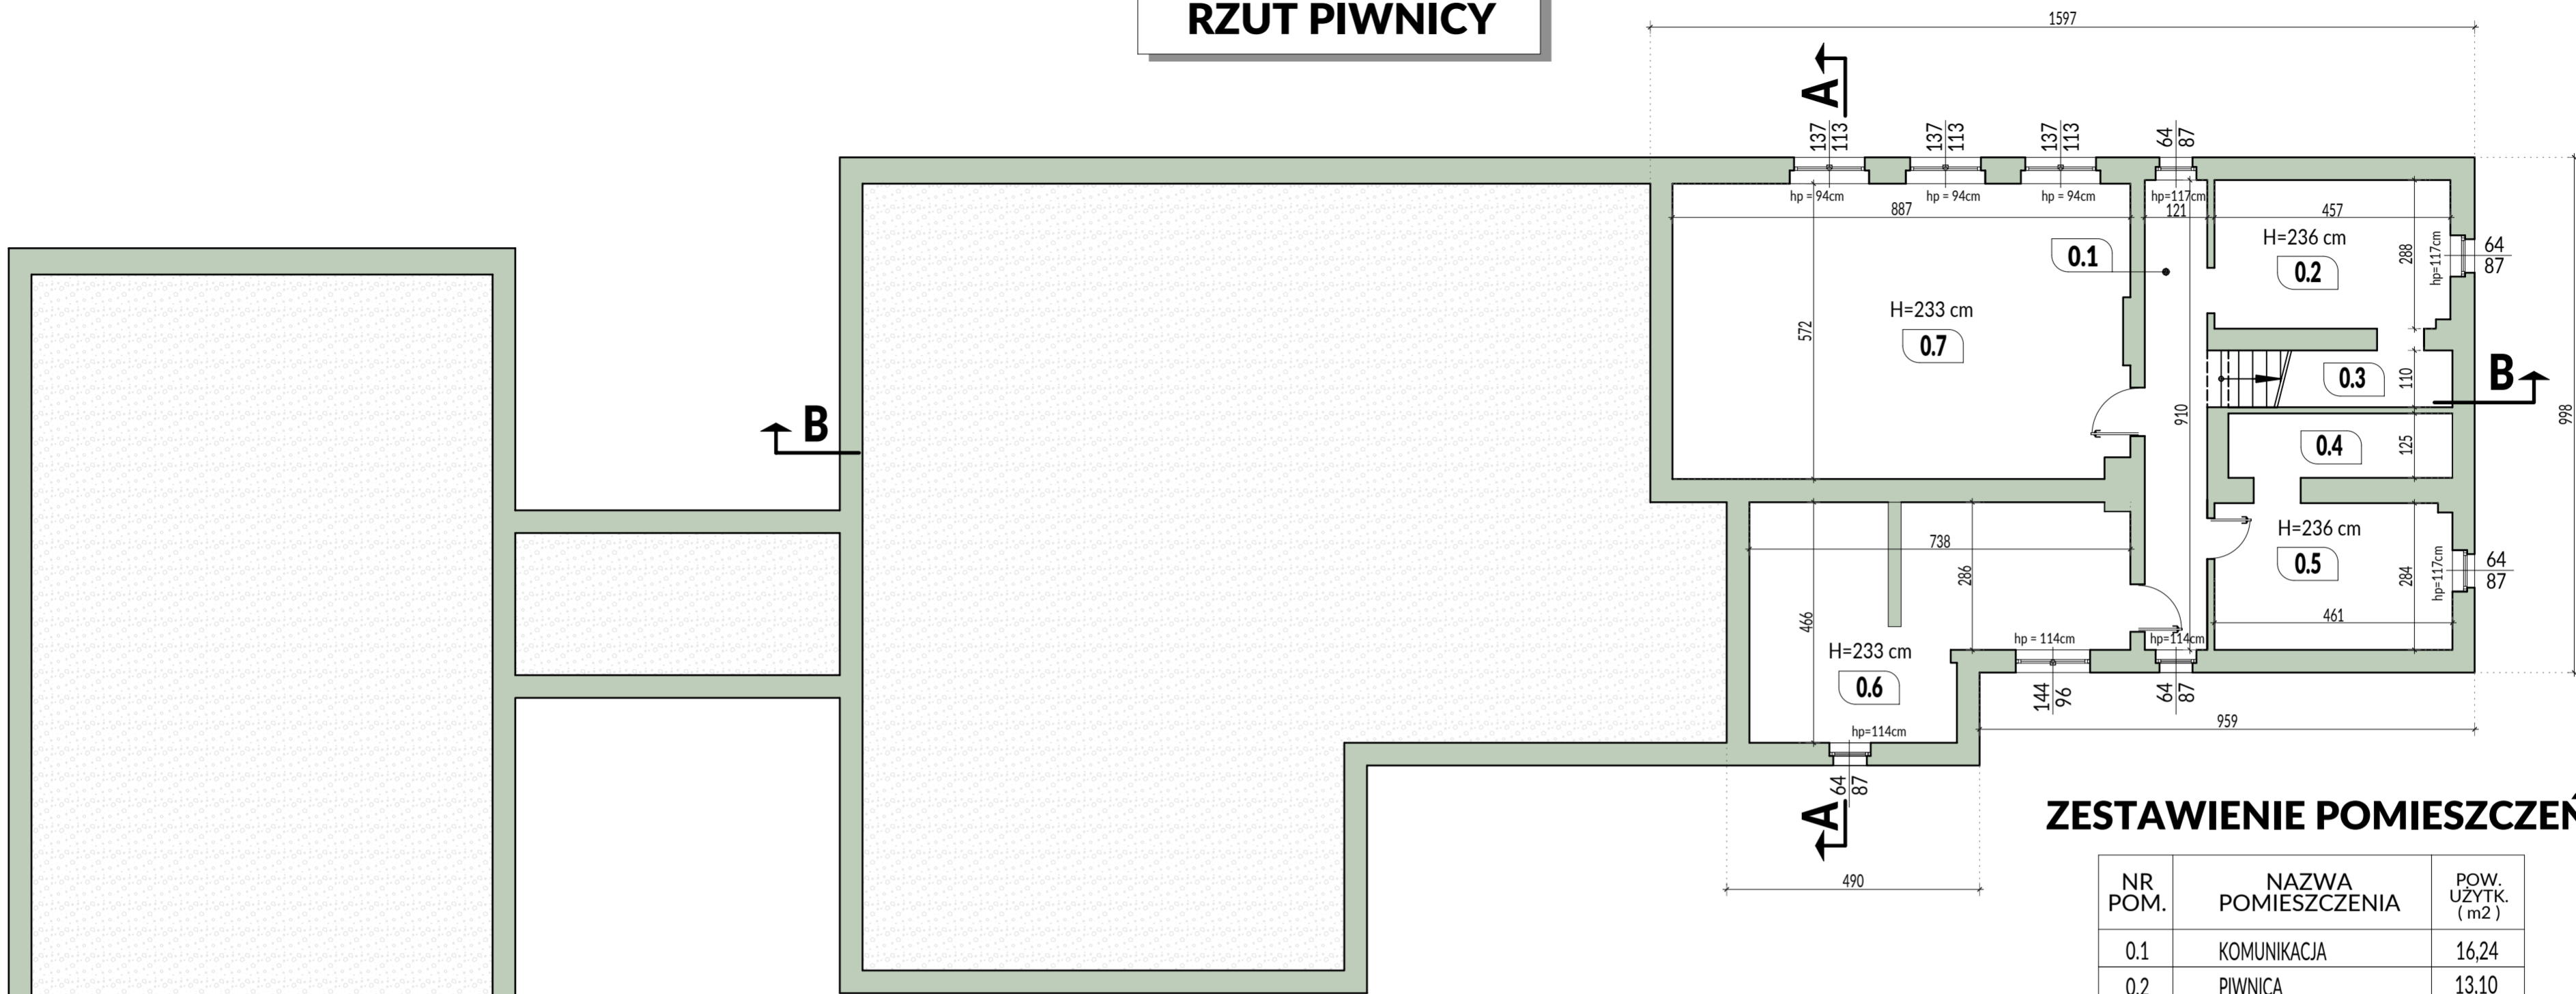 RZUT PIWNICY
1597
A
137
113
137
113
137
113
64
87
hp = 94cm
hp = 94cm
hp = 94cm
hp=117cm
887
121
457
H=236 cm
0.2
288
hp=117cm
64
87
0.1
H=233 cm
0.7
572
0.3
110
B
B
910
998
0.4
125
H=236 cm
0.5
284
hp=117cm
64
87
461
738
286
466
H=233 cm
0.6
hp = 114cm
hp=114cm
144
96
64
87
959
hp=114cm
64
87
A
490
ZESTAWIENIE POMIESZCZEŃ
NR
POM.
NAZWA
POMIESZCZENIA
POW.
UŻYTK.
( m2 )
0.1 KOMUNIKACJA 16,24
0.2 PIWNICA 13,10